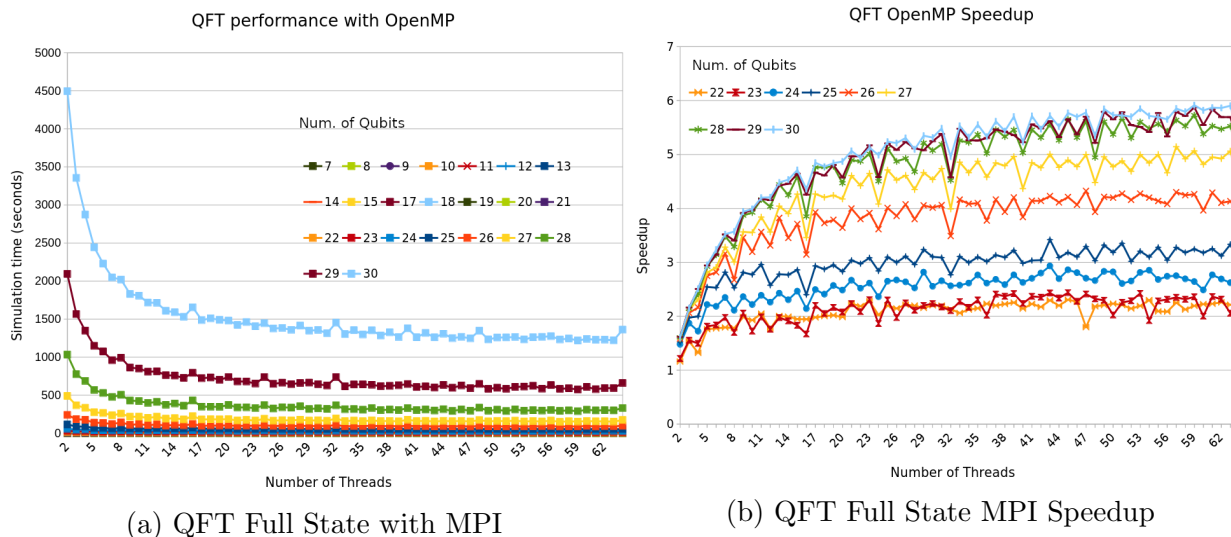 QFT performance with OpenMP
5000
4500
4000
3500
3000
2500
2000
1500
1000
500
0
Simulation time (seconds)
Num. of Qubits
7 8 9 10 11 12 13
14 15 17 18 19 20 21
22 23 24 25 26 27 28
29 30
2 5 8 11 14 17 20 23 26 29 32 35 38 41 44 47 50 53 56 59 62
Number of Threads
(a) QFT Full State with MPI
QFT OpenMP Speedup
7
6
5
4
3
2
1
0
Speedup
Num. of Qubits
22 23 24 25 26 27
28 29 30
2 5 8 11 14 17 20 23 26 29 32 35 38 41 44 47 50 53 56 59 62
Number of Threads
(b) QFT Full State MPI Speedup